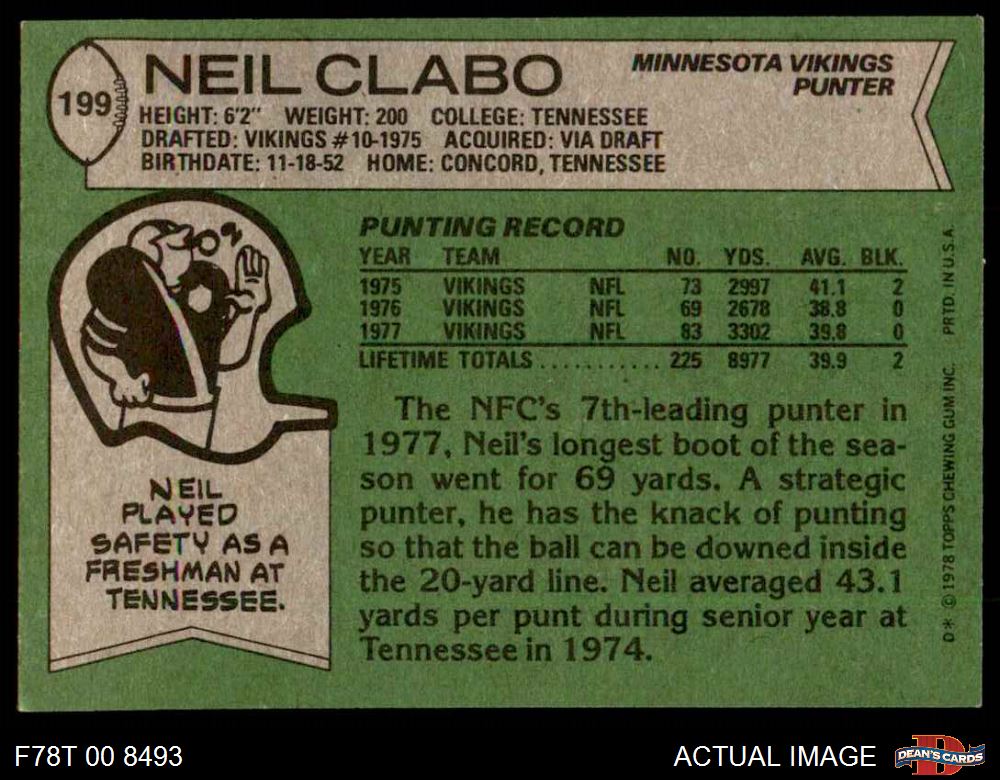 199
NEIL CLABO
MINNESOTA VIKINGS
PUNTER
HEIGHT: 6'2" WEIGHT: 200 COLLEGE: TENNESSEE
DRAFTED: VIKINGS #10-1975 ACQUIRED: VIA DRAFT
BIRTHDATE: 11-18-52 HOME: CONCORD, TENNESSEE
PUNTING RECORD
YEAR TEAM NO. YDS. AVG. BLK.
1975 VIKINGS NFL 73 2997 41.1 2
1976 VIKINGS NFL 69 2678 38.8 0
1977 VIKINGS NFL 83 3302 39.8 0
LIFETIME TOTALS ............ 225 8977 39.9 2
The NFC's 7th-leading punter in
1977, Neil's longest boot of the sea-
son went for 69 yards. A strategic
punter, he has the knack of punting
so that the ball can be downed inside
the 20-yard line. Neil averaged 43.1
yards per punt during senior year at
Tennessee in 1974.
NEIL
PLAYED
SAFETY AS A
FRESHMAN AT
TENNESSEE.
D* © 1978 TOPPS CHEWING GUM INC. PRTD. IN U.S.A.
F78T 00 8493
ACTUAL IMAGE
D
DEAN'S CARDS